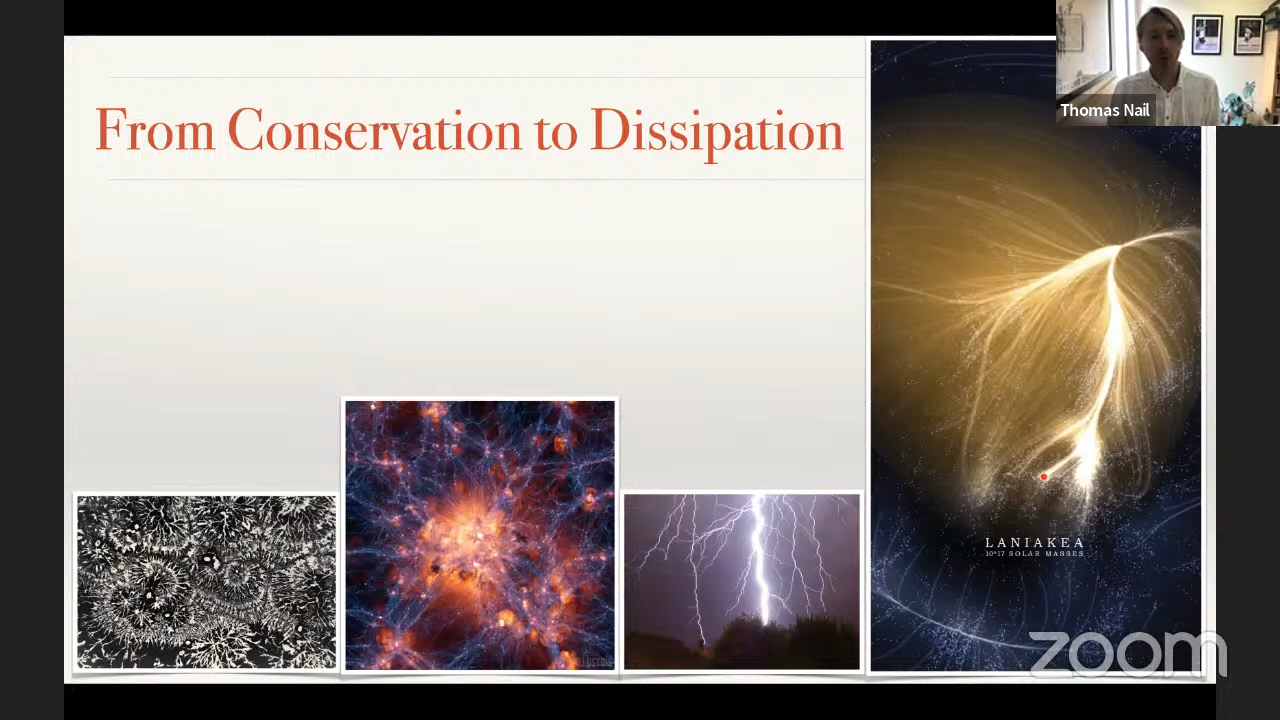 From Conservation to Dissipation
Thomas Nail
LANIAKEA
10^17 SOLAR MASSES
zoom